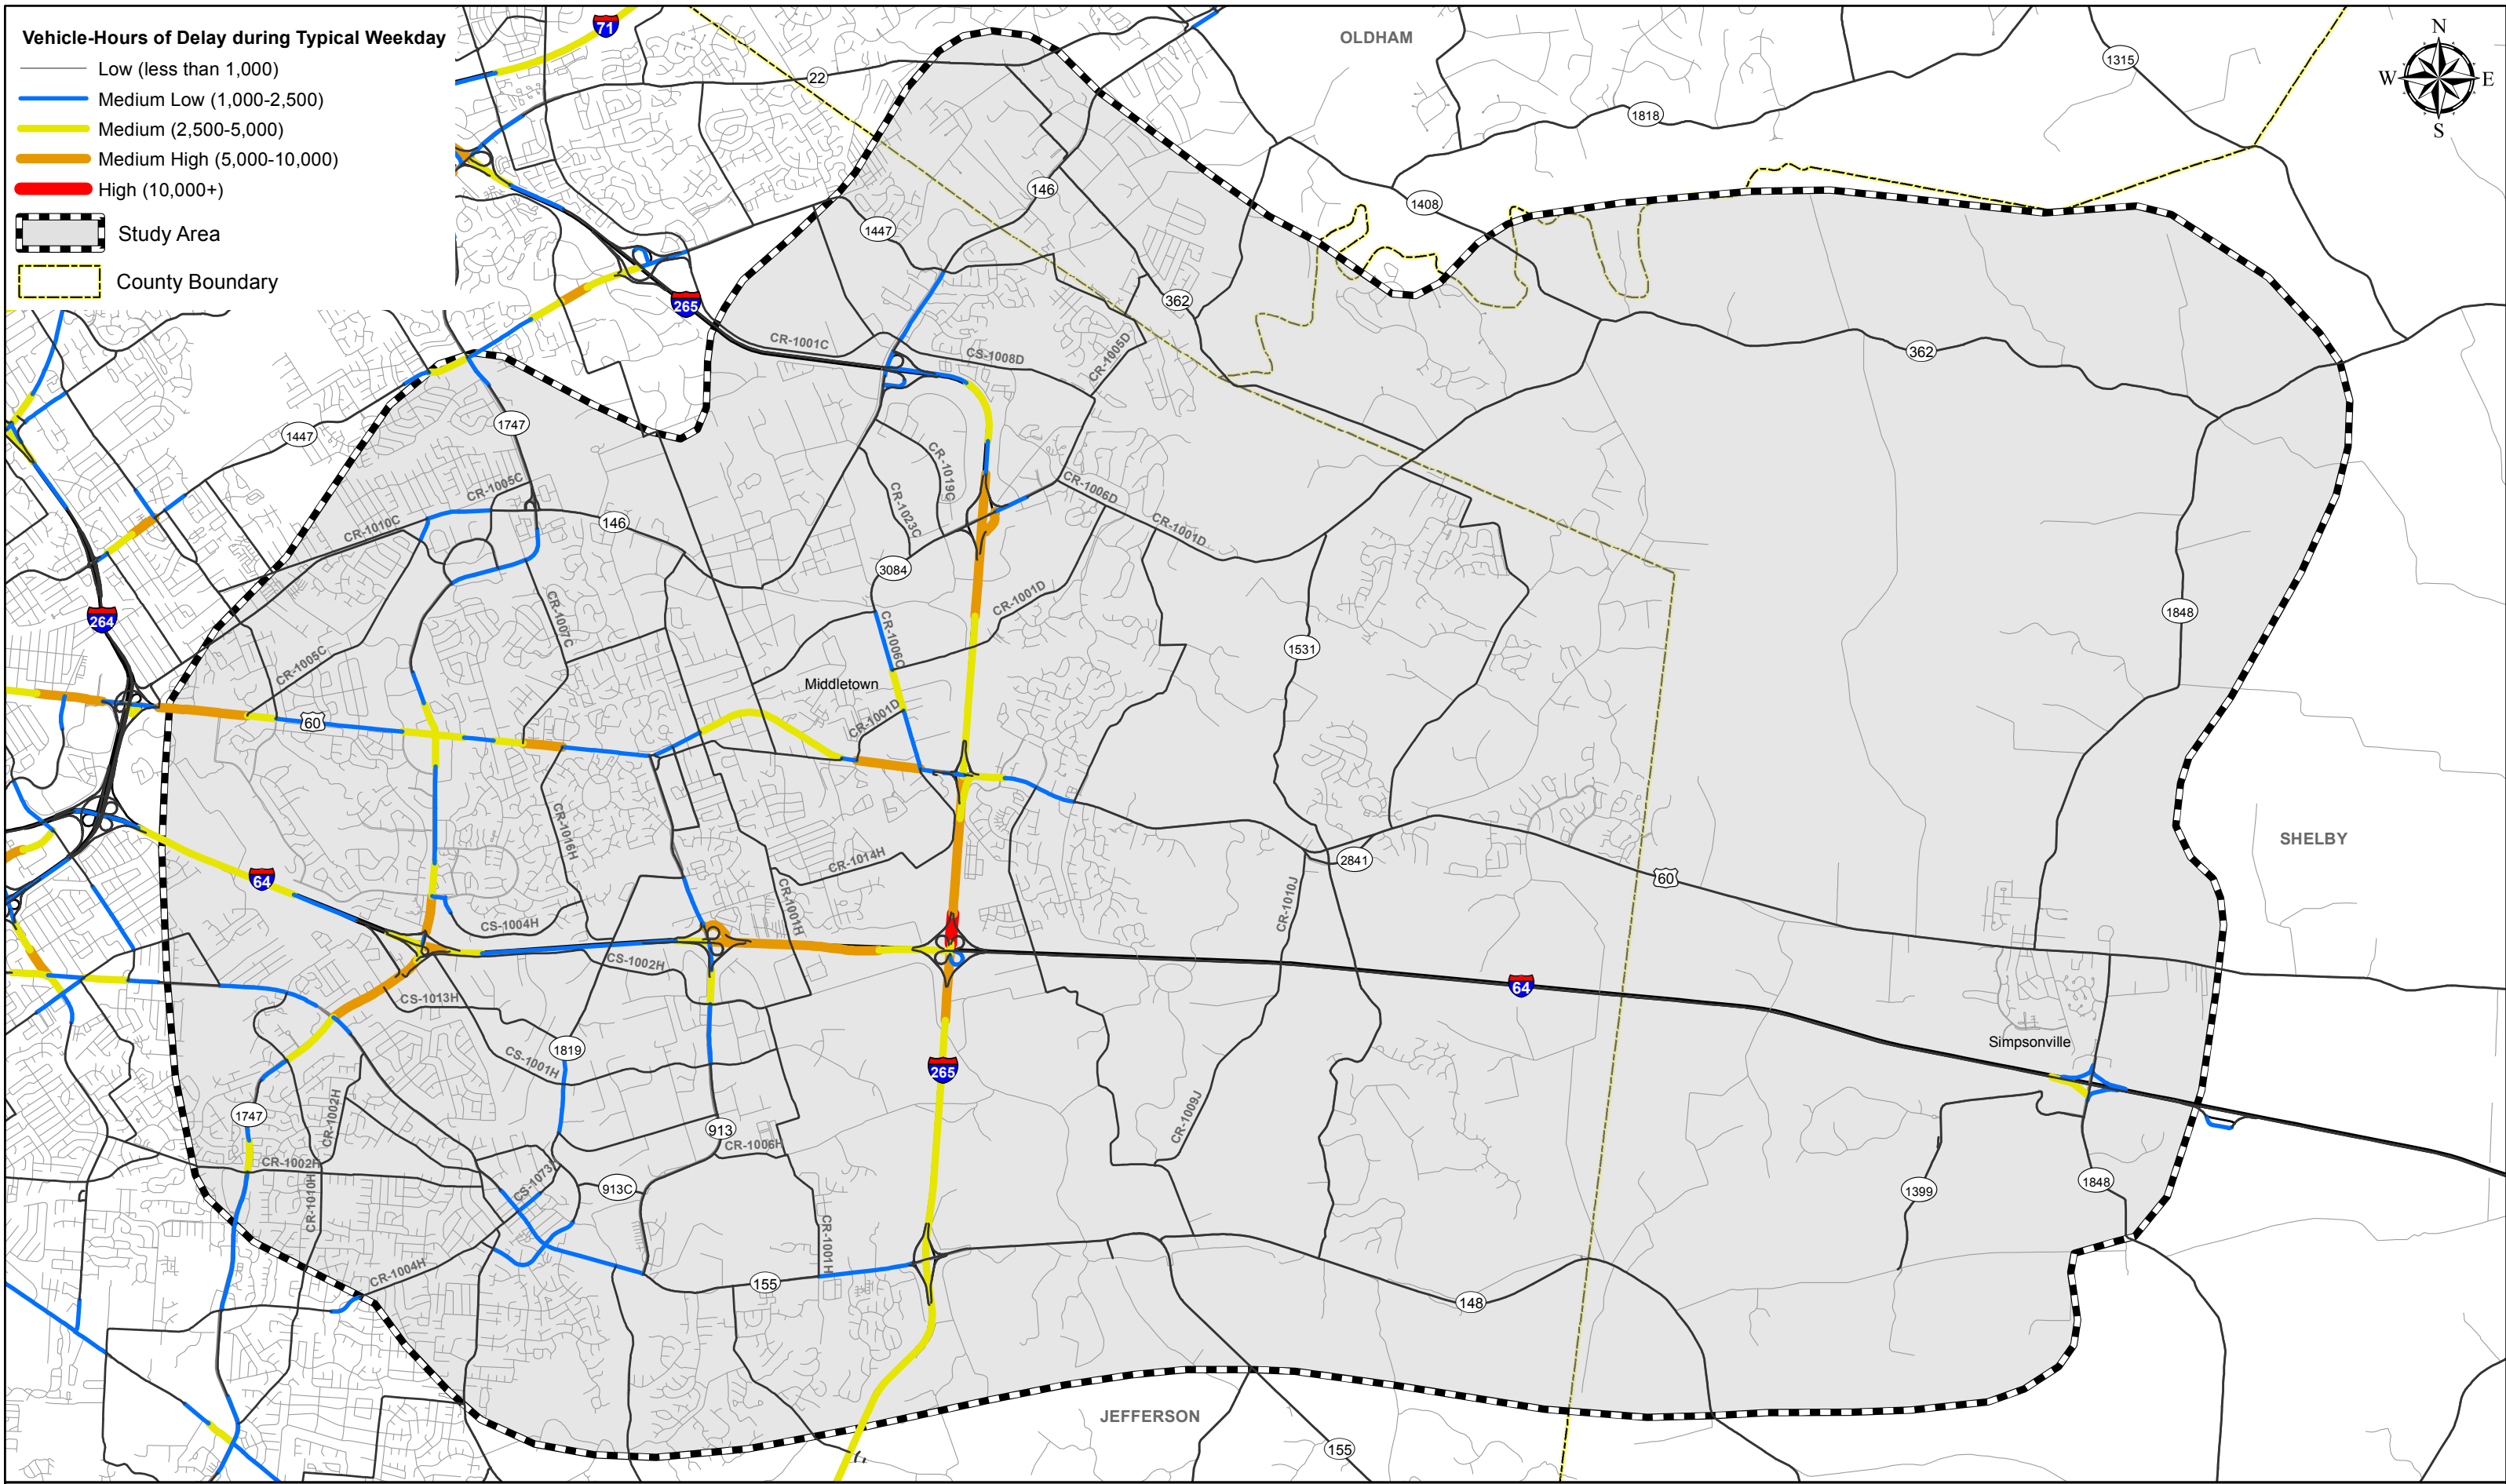 Vehicle-Hours of Delay during Typical Weekday
Low (less than 1,000)
Medium Low (1,000-2,500)
Medium (2,500-5,000)
Medium High (5,000-10,000)
High (10,000+)
Study Area
County Boundary
71
OLDHAM
N
W E
S
22
1315
1818
146
1408
1447
265
362
CR-1001C
CS-1008D
CR-1005D
362
1747
1447
CR-1005C
CR-1019C
CR-1006D
CR-1010C
146
CR-1023C
CR-1001D
3084
264
CR-1007C
CR-1001D
1848
CR-1006C
1531
CR-1005C
Middletown
60
CR-1001D
CR-1016H
SHELBY
CR-1014H
2841
60
64
CR-1001H
CR-1010J
CS-1004H
CS-1002H
64
CS-1013H
1819
Simpsonville
CS-1001H
265
1747
CR-1002H
CR-1009J
913
CR-1006H
CR-1002H
CS-1073
913C
CR-1010H
1399
1848
CR-1001H
CR-1004H
155
148
JEFFERSON
155